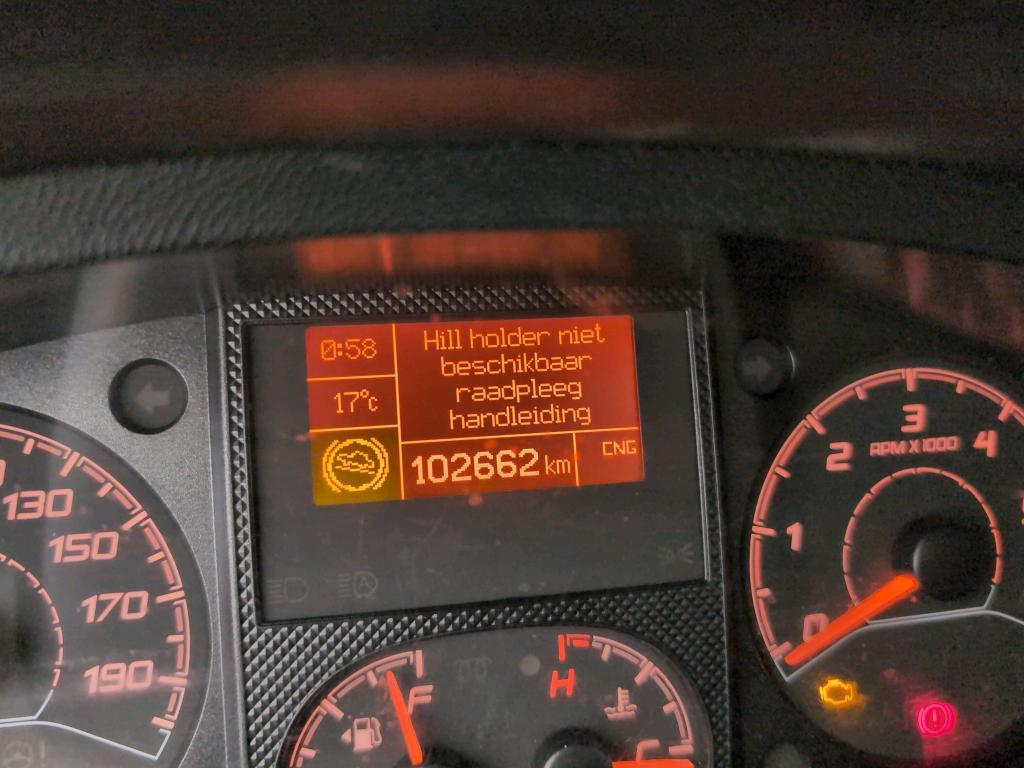 0:58
Hill holder niet
beschikbaar
raadpleeg
handleiding
17°c
102662 km
CNG
130
150
170
190
0
1
2
3
4
RPM X1000
F
H
C